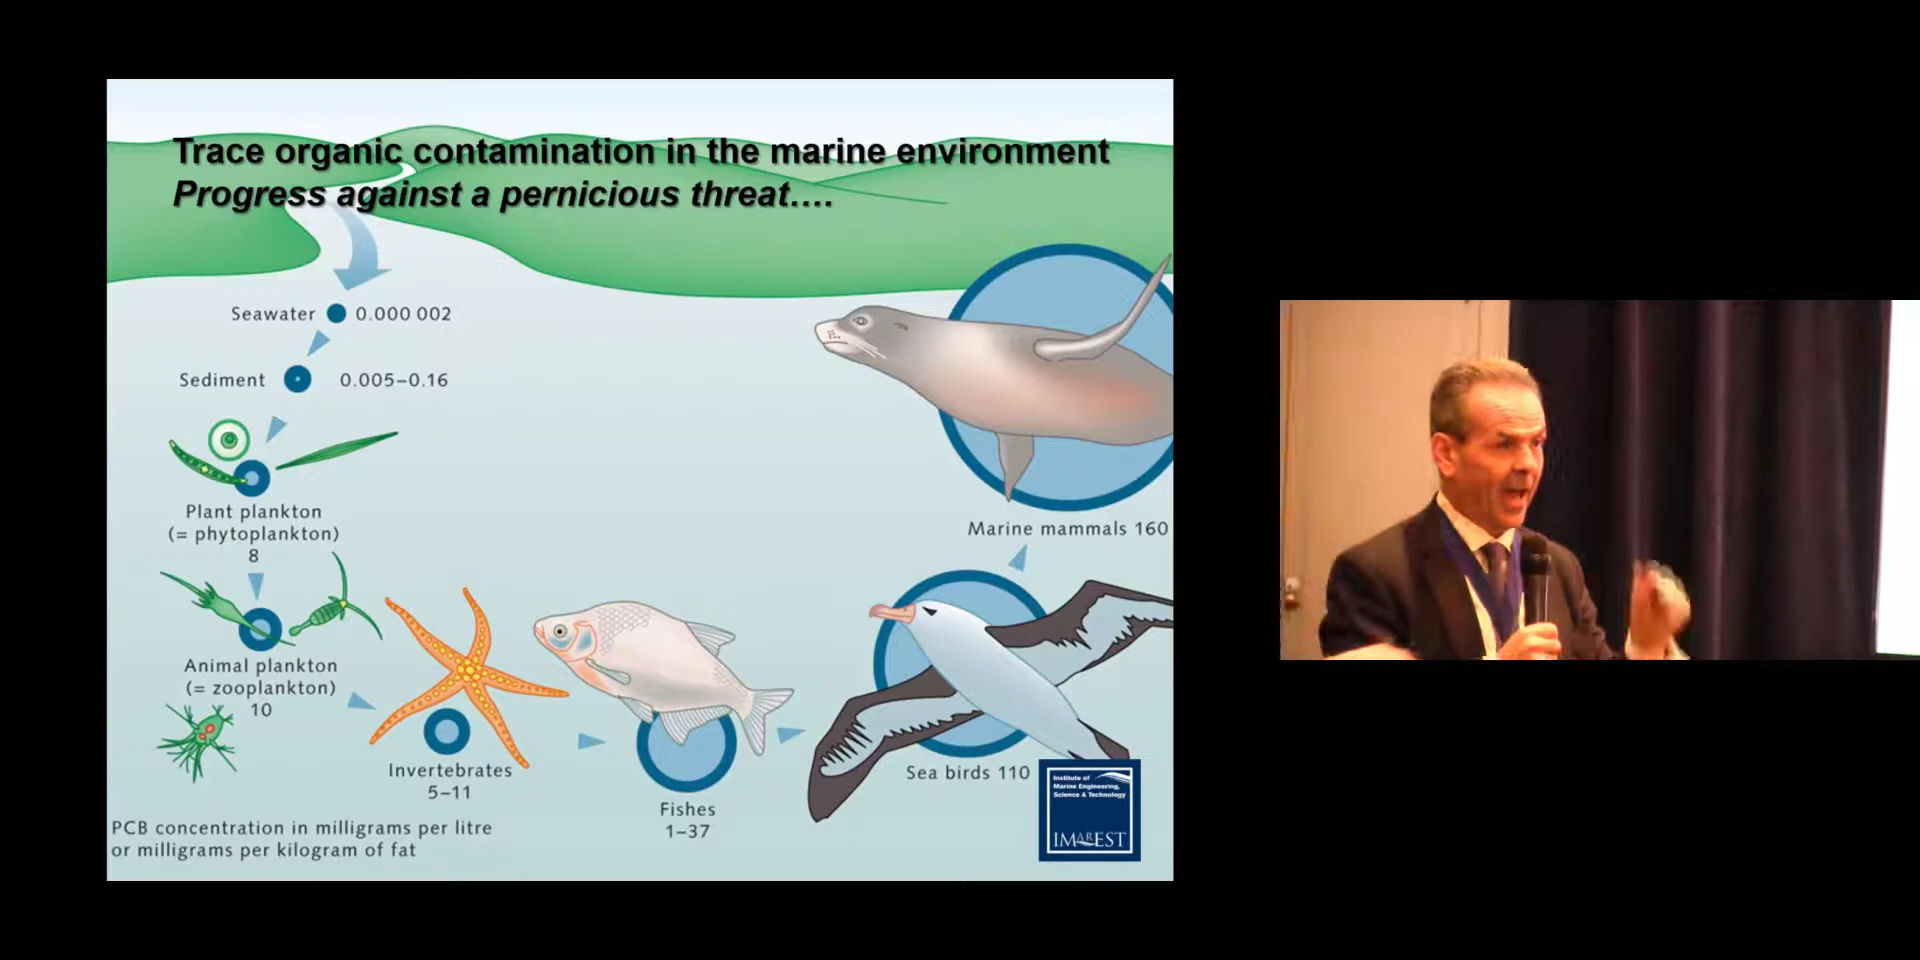 Trace organic contamination in the marine environment
Progress against a pernicious threat....
Seawater 0.000 002
Sediment 0.005–0.16
Plant plankton
(= phytoplankton)
8
Animal plankton
(= zooplankton)
10
Invertebrates
5–11
Fishes
1–37
Sea birds 110
Marine mammals 160
PCB concentration in milligrams per litre
or milligrams per kilogram of fat
Institute of
Marine Engineering,
Science & Technology
IMarEST